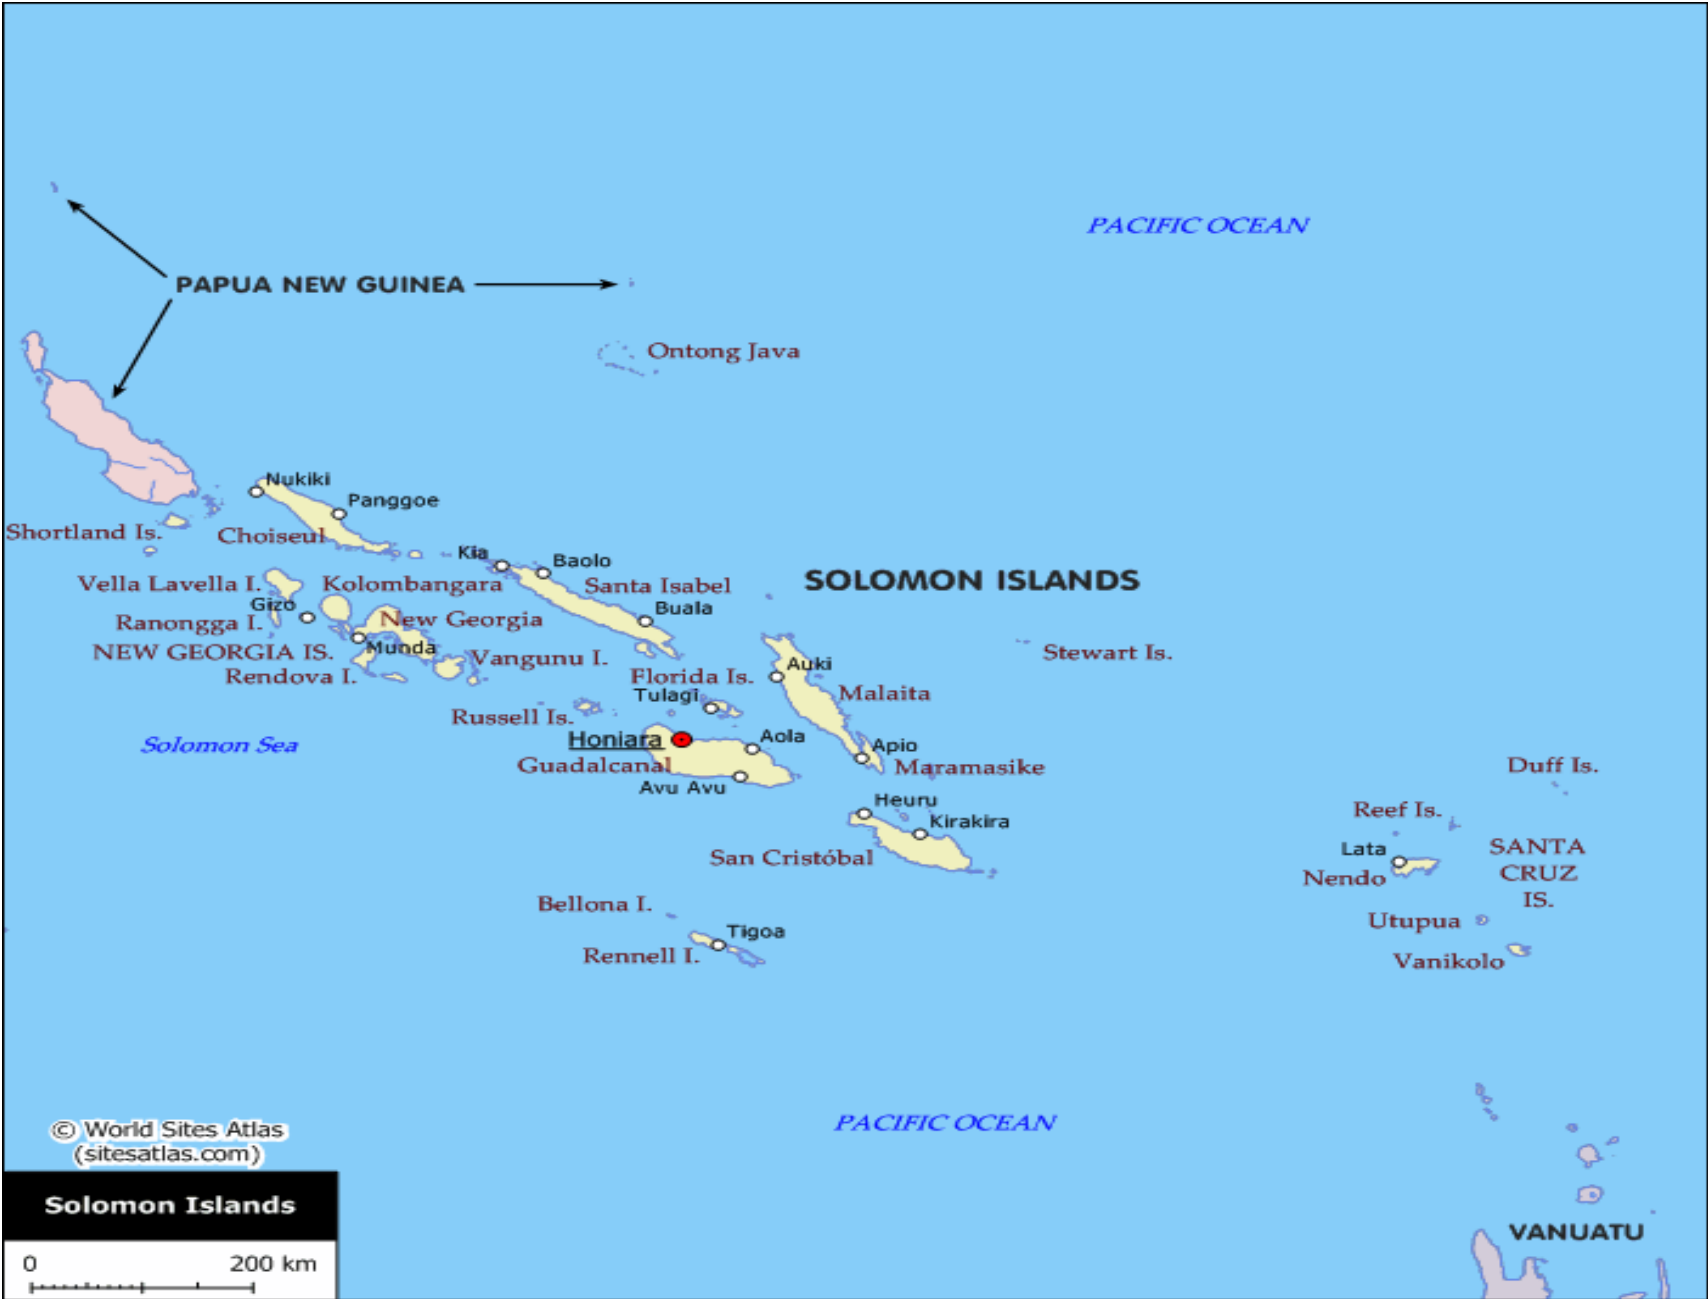 PACIFIC OCEAN
PAPUA NEW GUINEA
Ontong Java
Nukiki
Panggoe
Shortland Is.
Choiseul
Kia
Baolo
SOLOMON ISLANDS
Vella Lavella I.
Kolombangara
Santa Isabel
Gizo
Buala
Ranongga I.
New Georgia
NEW GEORGIA IS.
Munda
Vangunu I.
Stewart Is.
Rendova I.
Florida Is.
Auki
Tulagi
Malaita
Russell Is.
Solomon Sea
Honiara
Aola
Apio
Guadalcanal
Maramasike
Duff Is.
Avu Avu
Heuru
Reef Is.
Kirakira
San Cristóbal
Lata
SANTA
CRUZ
IS.
Nendo
Bellona I.
Utupua
Tigoa
Rennell I.
Vanikolo
PACIFIC OCEAN
© World Sites Atlas
(sitesatlas.com)
Solomon Islands
VANUATU
0 200 km